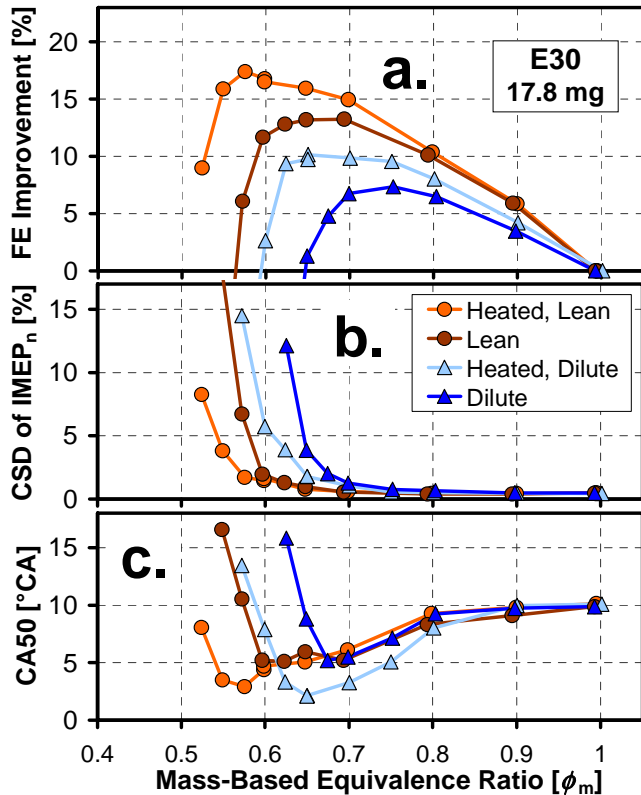 FE Improvement [%]
20
15
10
5
0
a.
E30
17.8 mg
CSD of IMEPn [%]
15
10
5
0
b.
Heated, Lean
Lean
Heated, Dilute
Dilute
CA50 [°CA]
15
10
5
0
c.
0.4 0.5 0.6 0.7 0.8 0.9 1
Mass-Based Equivalence Ratio [ϕm]